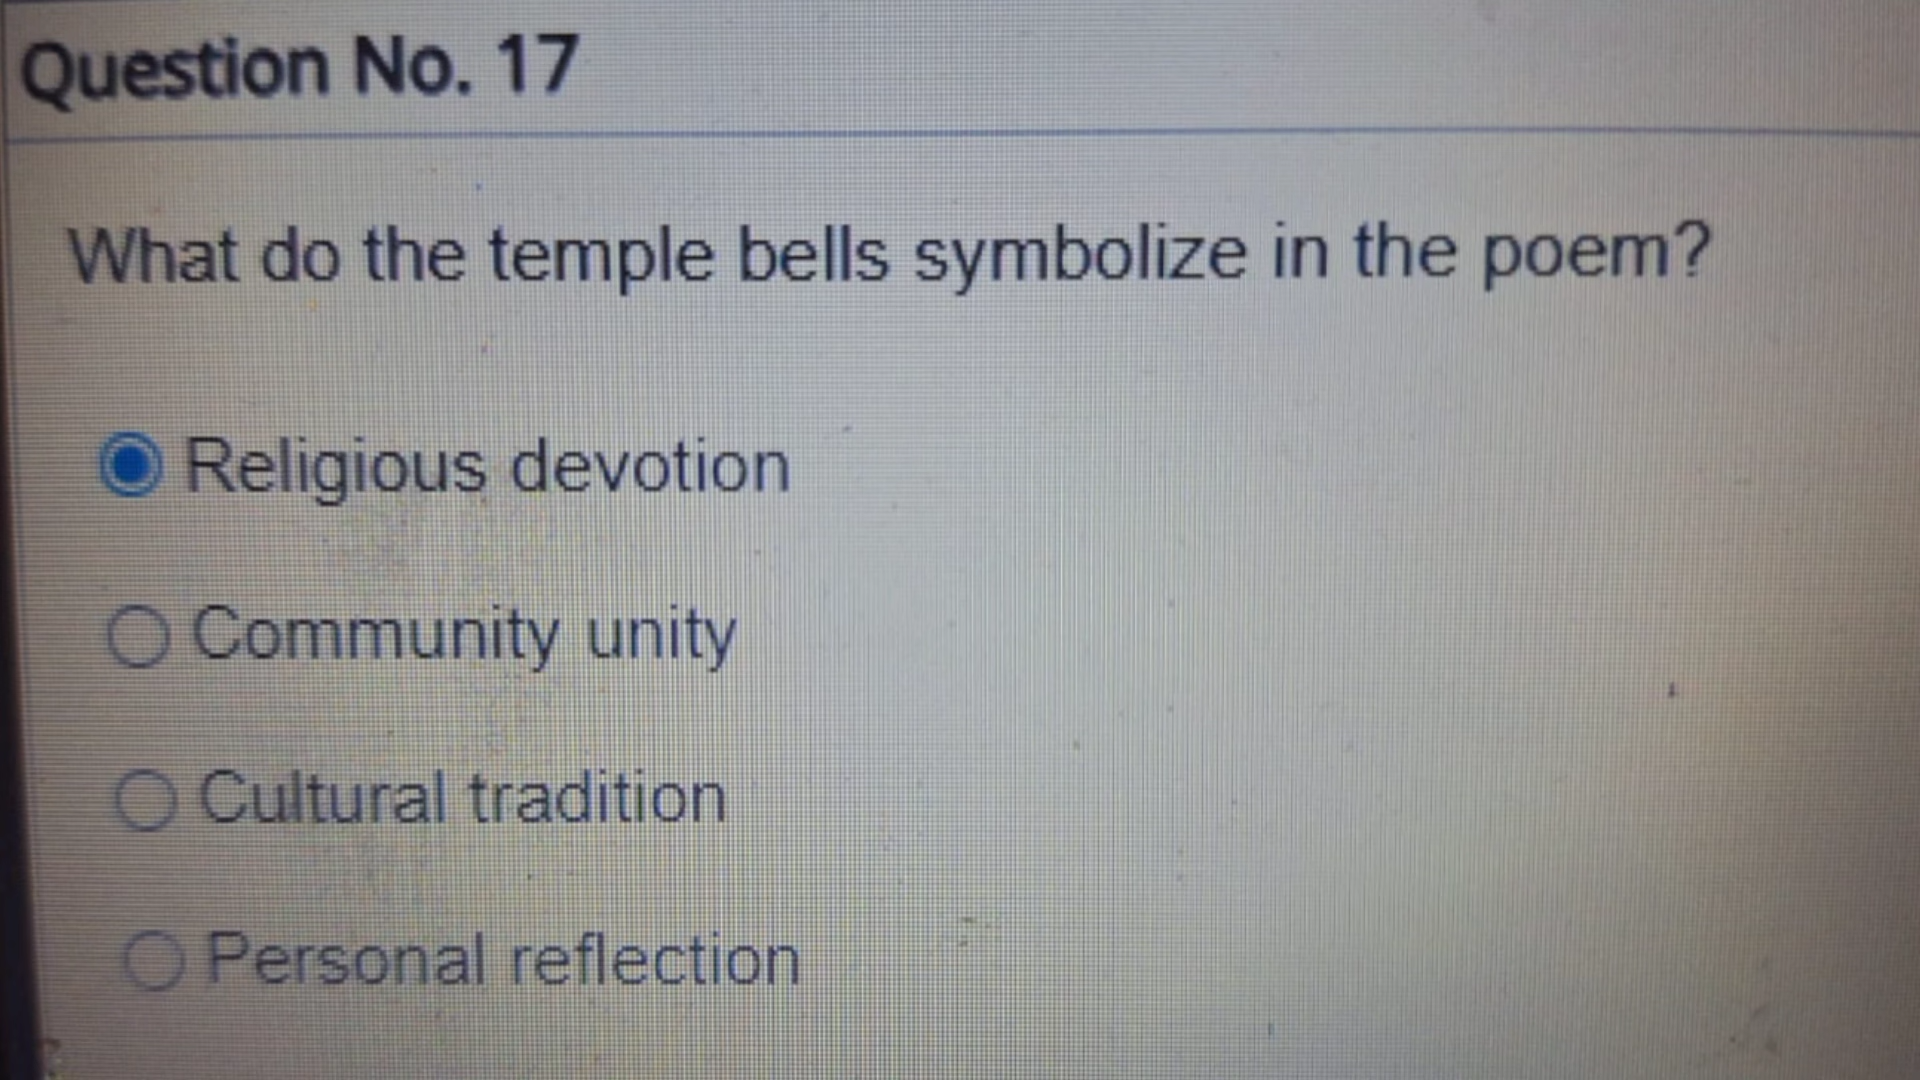 Question No. 17
What do the temple bells symbolize in the poem?
Religious devotion
Community unity
Cultural tradition
Personal reflection